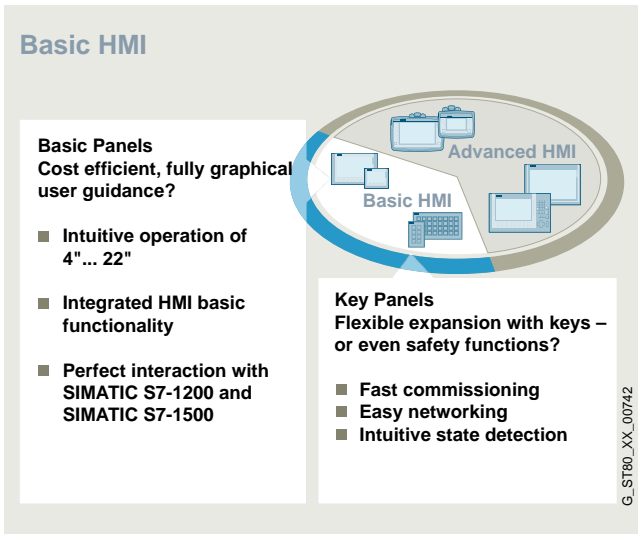 Basic HMI
Basic Panels
Cost efficient, fully graphical
user guidance?
Intuitive operation of
4"... 22"
Integrated HMI basic
functionality
Perfect interaction with
SIMATIC S7-1200 and
SIMATIC S7-1500
Advanced HMI
Basic HMI
Key Panels
Flexible expansion with keys –
or even safety functions?
Fast commissioning
Easy networking
Intuitive state detection
G_ST80_XX_00742